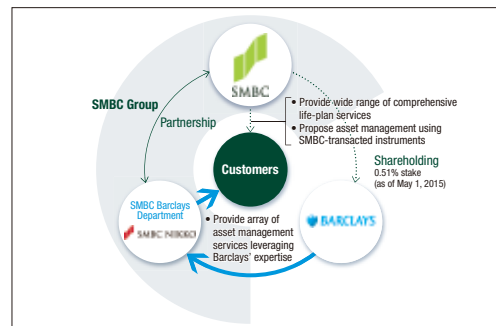 SMBC
SMBC Group
Partnership
• Provide wide range of comprehensive
life-plan services
• Propose asset management using
SMBC-transacted instruments
Customers
Shareholding
0.51% stake
(as of May 1, 2015)
SMBC Barclays
Department
SMBC NIKKO
• Provide array of
asset management
services leveraging
Barclays' expertise
BARCLAYS